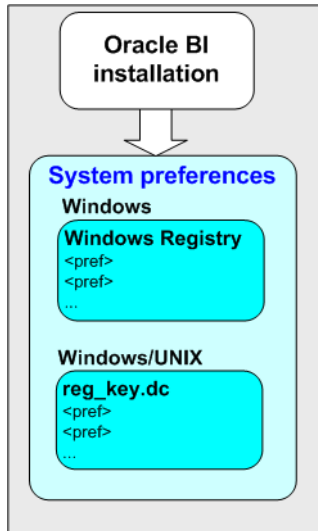 Oracle BI
installation
System preferences
Windows
Windows Registry
<pref>
<pref>
...
Windows/UNIX
reg_key.dc
<pref>
<pref>
...